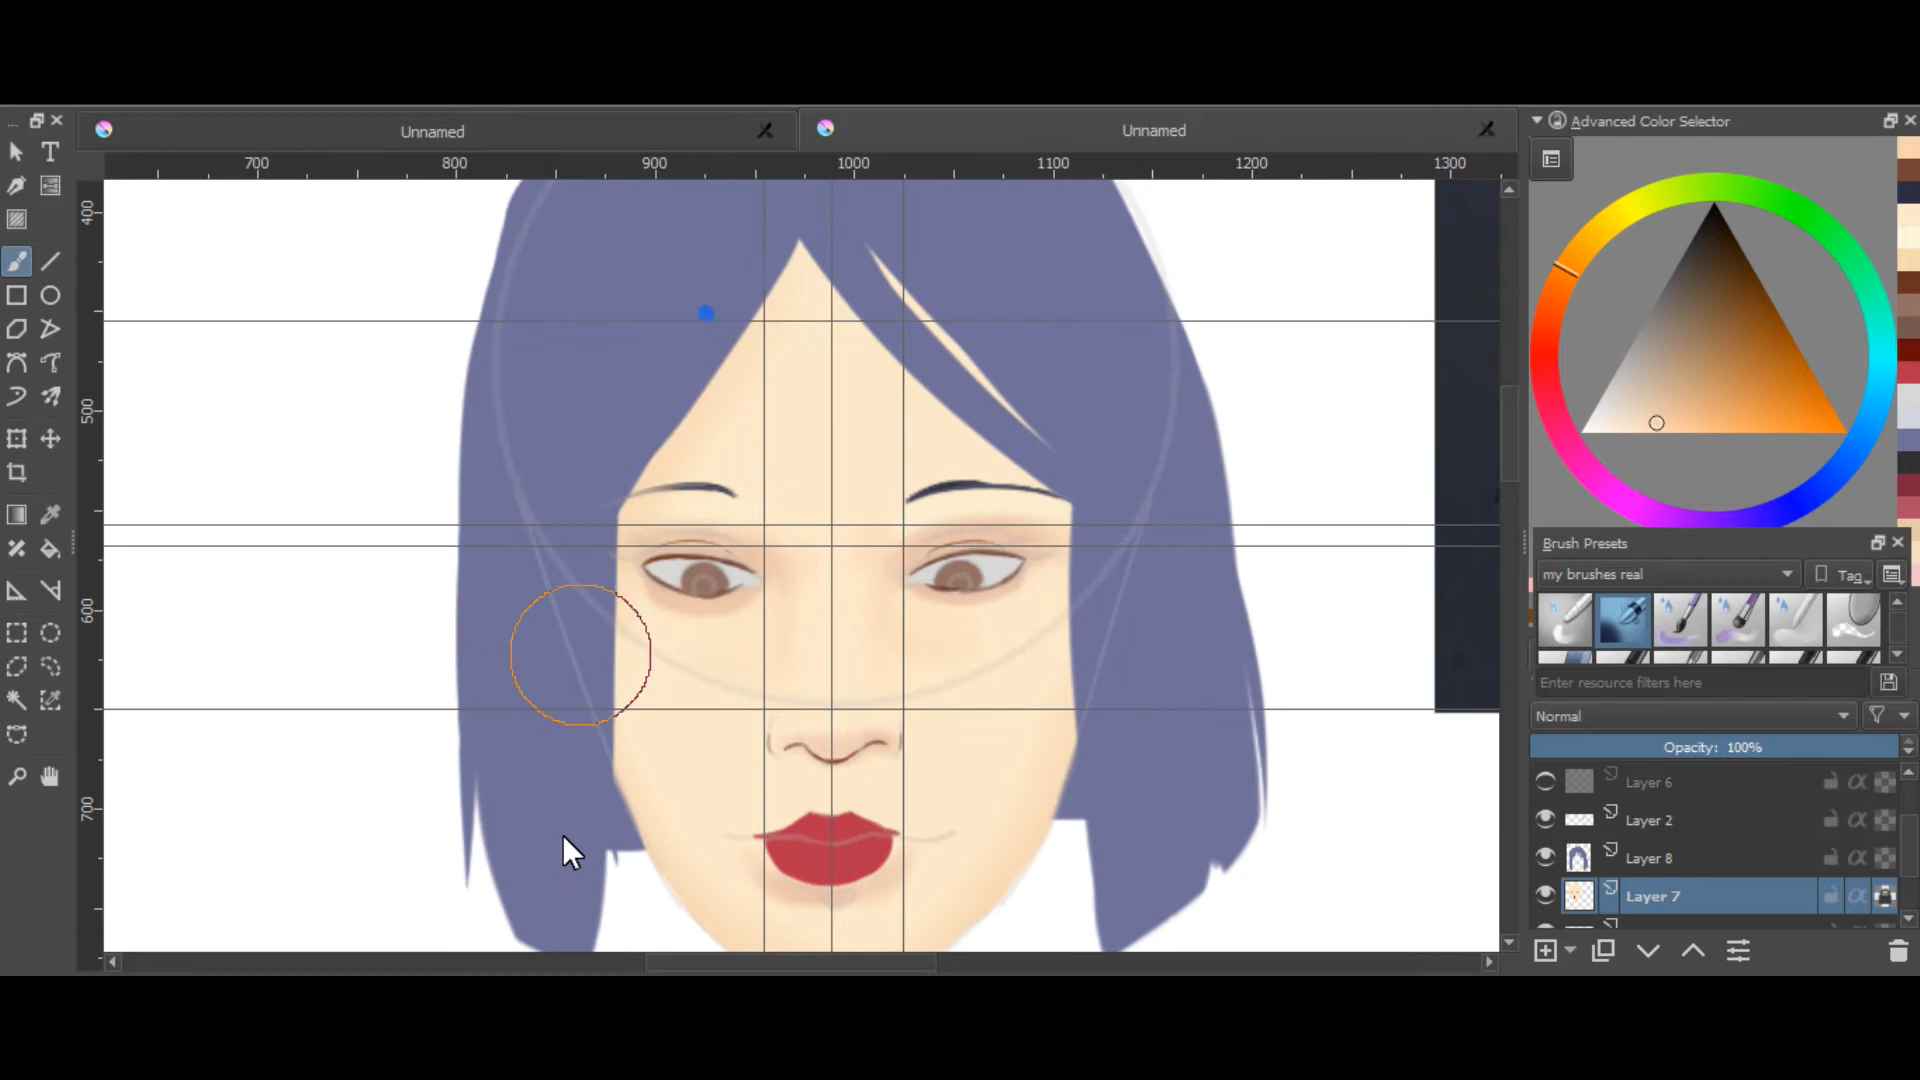 Unnamed
Unnamed
Advanced Color Selector
700
800
900
1000
1100
1200
1300
400
500
600
700
Brush Presets
my brushes real
Tag
Enter resource filters here
Normal
Opacity: 100%
Layer 6
Layer 2
Layer 8
Layer 7